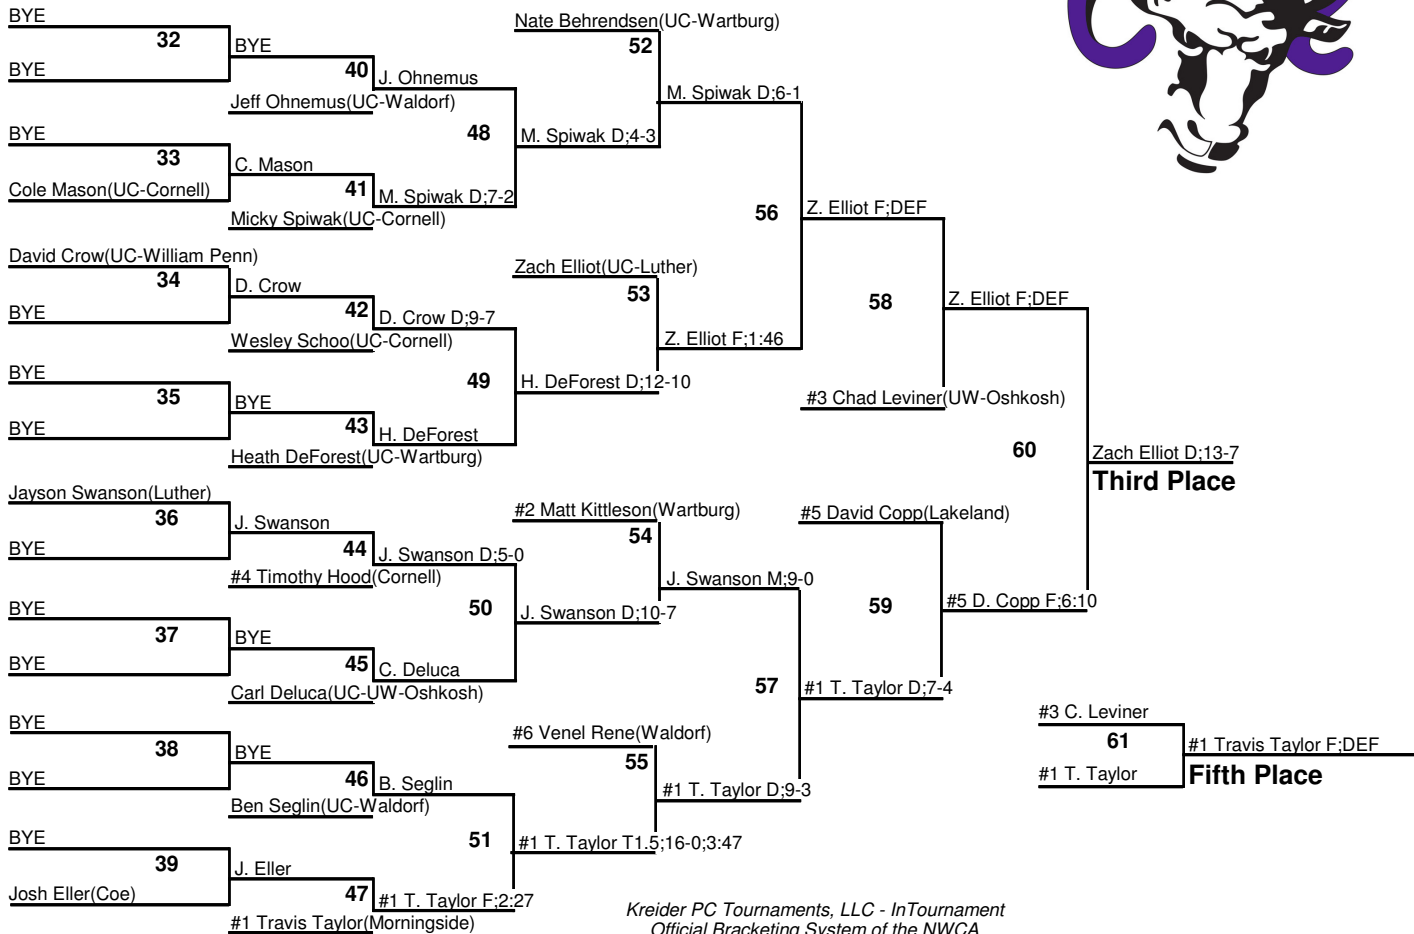 BYE
32
BYE
BYE
40
J. Ohnemus
Jeff Ohnemus(UC-Waldorf)
BYE
33
Cole Mason(UC-Cornell)
C. Mason
41
M. Spiwak D;7-2
Micky Spiwak(UC-Cornell)
48
M. Spiwak D;4-3
Nate Behrendsen(UC-Wartburg)
52
M. Spiwak D;6-1
David Crow(UC-William Penn)
34
BYE
D. Crow
42
D. Crow D;9-7
Wesley Schoo(UC-Cornell)
BYE
35
BYE
BYE
43
H. DeForest
Heath DeForest(UC-Wartburg)
49
H. DeForest D;12-10
Zach Elliot(UC-Luther)
53
Z. Elliot F;1:46
56
Z. Elliot F;DEF
58
Z. Elliot F;DEF
#3 Chad Leviner(UW-Oshkosh)
60
Zach Elliot D;13-7
Third Place
Jayson Swanson(Luther)
36
BYE
J. Swanson
44
J. Swanson D;5-0
#4 Timothy Hood(Cornell)
BYE
37
BYE
BYE
45
C. Deluca
Carl Deluca(UC-UW-Oshkosh)
50
J. Swanson D;10-7
#2 Matt Kittleson(Wartburg)
54
J. Swanson M;9-0
#5 David Copp(Lakeland)
59
#5 D. Copp F;6:10
57
#1 T. Taylor D;7-4
BYE
38
BYE
BYE
46
B. Seglin
Ben Seglin(UC-Waldorf)
BYE
39
Josh Eller(Coe)
J. Eller
47
#1 T. Taylor F;2:27
#1 Travis Taylor(Morningside)
51
#1 T. Taylor T1.5;16-0;3:47
#6 Venel Rene(Waldorf)
55
#1 T. Taylor D;9-3
#3 C. Leviner
61
#1 T. Taylor
#1 Travis Taylor F;DEF
Fifth Place
Kreider PC Tournaments, LLC - InTournament
Official Bracketing System of the NWCA